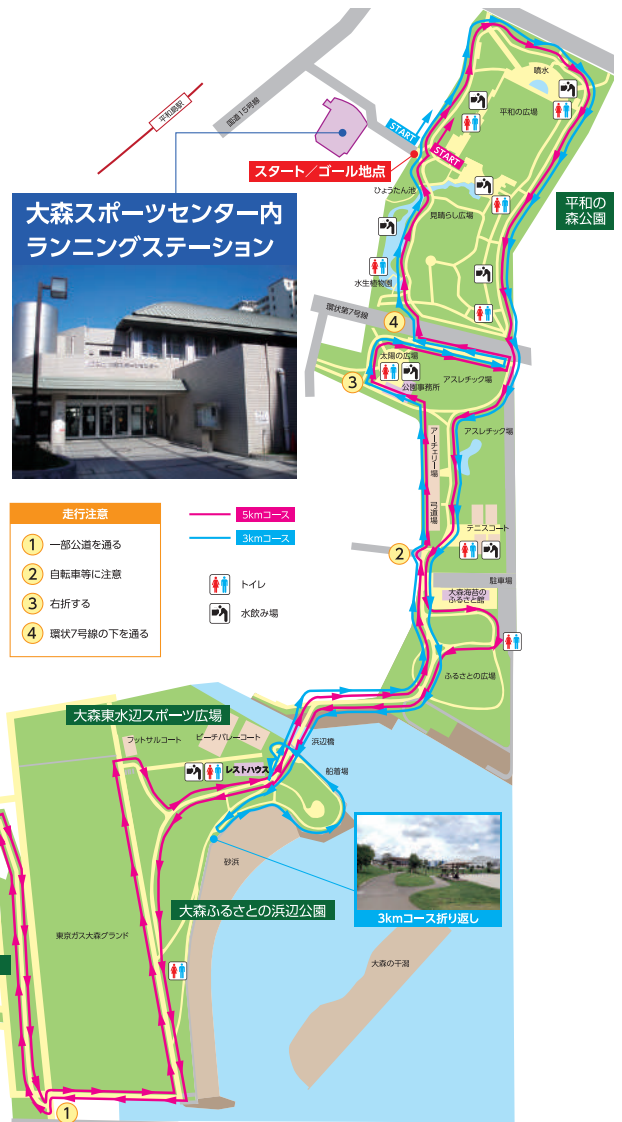 平和島駅
国道15号線
噴水
平和の広場
START
START
スタート／ゴール地点
ひょうたん池
見晴らし広場
平和の
森公園
大森スポーツセンター内
ランニングステーション
水生植物園
環状第7号線
4
太陽の広場
3
公園事務所
アスレチック場
アーチェリー場
アスレチック場
弓道場
テニスコート
2
駐車場
大森海苔の
ふるさと館
ふるさとの広場
走行注意
1 一部公道を通る
2 自転車等に注意
3 右折する
4 環状7号線の下を通る
5kmコース
3kmコース
トイレ
水飲み場
大森東水辺スポーツ広場
フットサルコート
ビーチバレーコート
浜辺橋
レストハウス
船着場
砂浜
3kmコース折り返し
大森ふるさとの浜辺公園
東京ガス大森グランド
大森の干潟
1